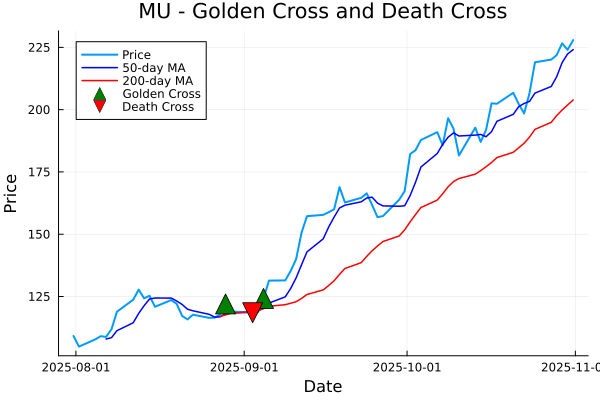 MU - Golden Cross and Death Cross
Price
50-day MA
200-day MA
Golden Cross
Death Cross
Price
225
200
175
150
125
2025-08-01
2025-09-01
2025-10-01
2025-11-0
Date